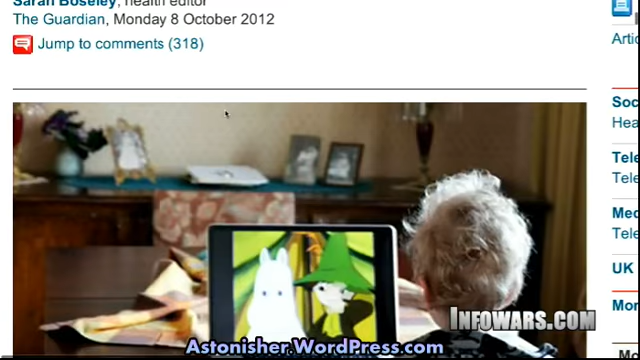 Sarah Boseley, health editor
The Guardian, Monday 8 October 2012
Jump to comments (318)
Artic
Soc
Hea
Tele
Tele
Med
Tele
UK
Mor
INFOWARS.COM
Astonisher.WordPress.com